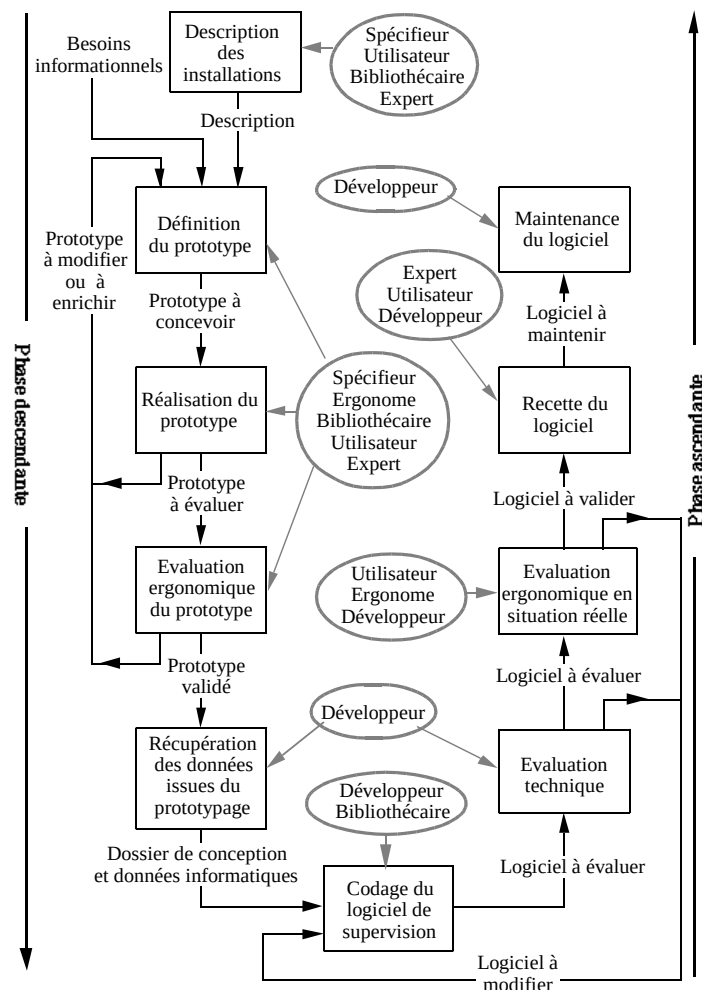 Besoins
informationnels
Description
des
installations
Spécifieur
Utilisateur
Bibliothécaire
Expert
Description
Développeur
Définition
du prototype
Maintenance
du logiciel
Prototype
à modifier
ou à
enrichir
Expert
Utilisateur
Développeur
Prototype à
concevoir
Logiciel à
maintenir
Phase descendante
Phase ascendante
Réalisation du
prototype
Spécifieur
Ergonome
Bibliothécaire
Utilisateur
Expert
Recette du
logiciel
Prototype
à évaluer
Logiciel à valider
Evaluation
ergonomique
du prototype
Utilisateur
Ergonome
Développeur
Evaluation
ergonomique en
situation réelle
Prototype
validé
Logiciel à évaluer
Développeur
Récupération
des données
issues du
prototypage
Evaluation
technique
Développeur
Bibliothécaire
Dossier de conception
et données informatiques
Logiciel à évaluer
Codage du
logiciel de
supervision
Logiciel à
modifier